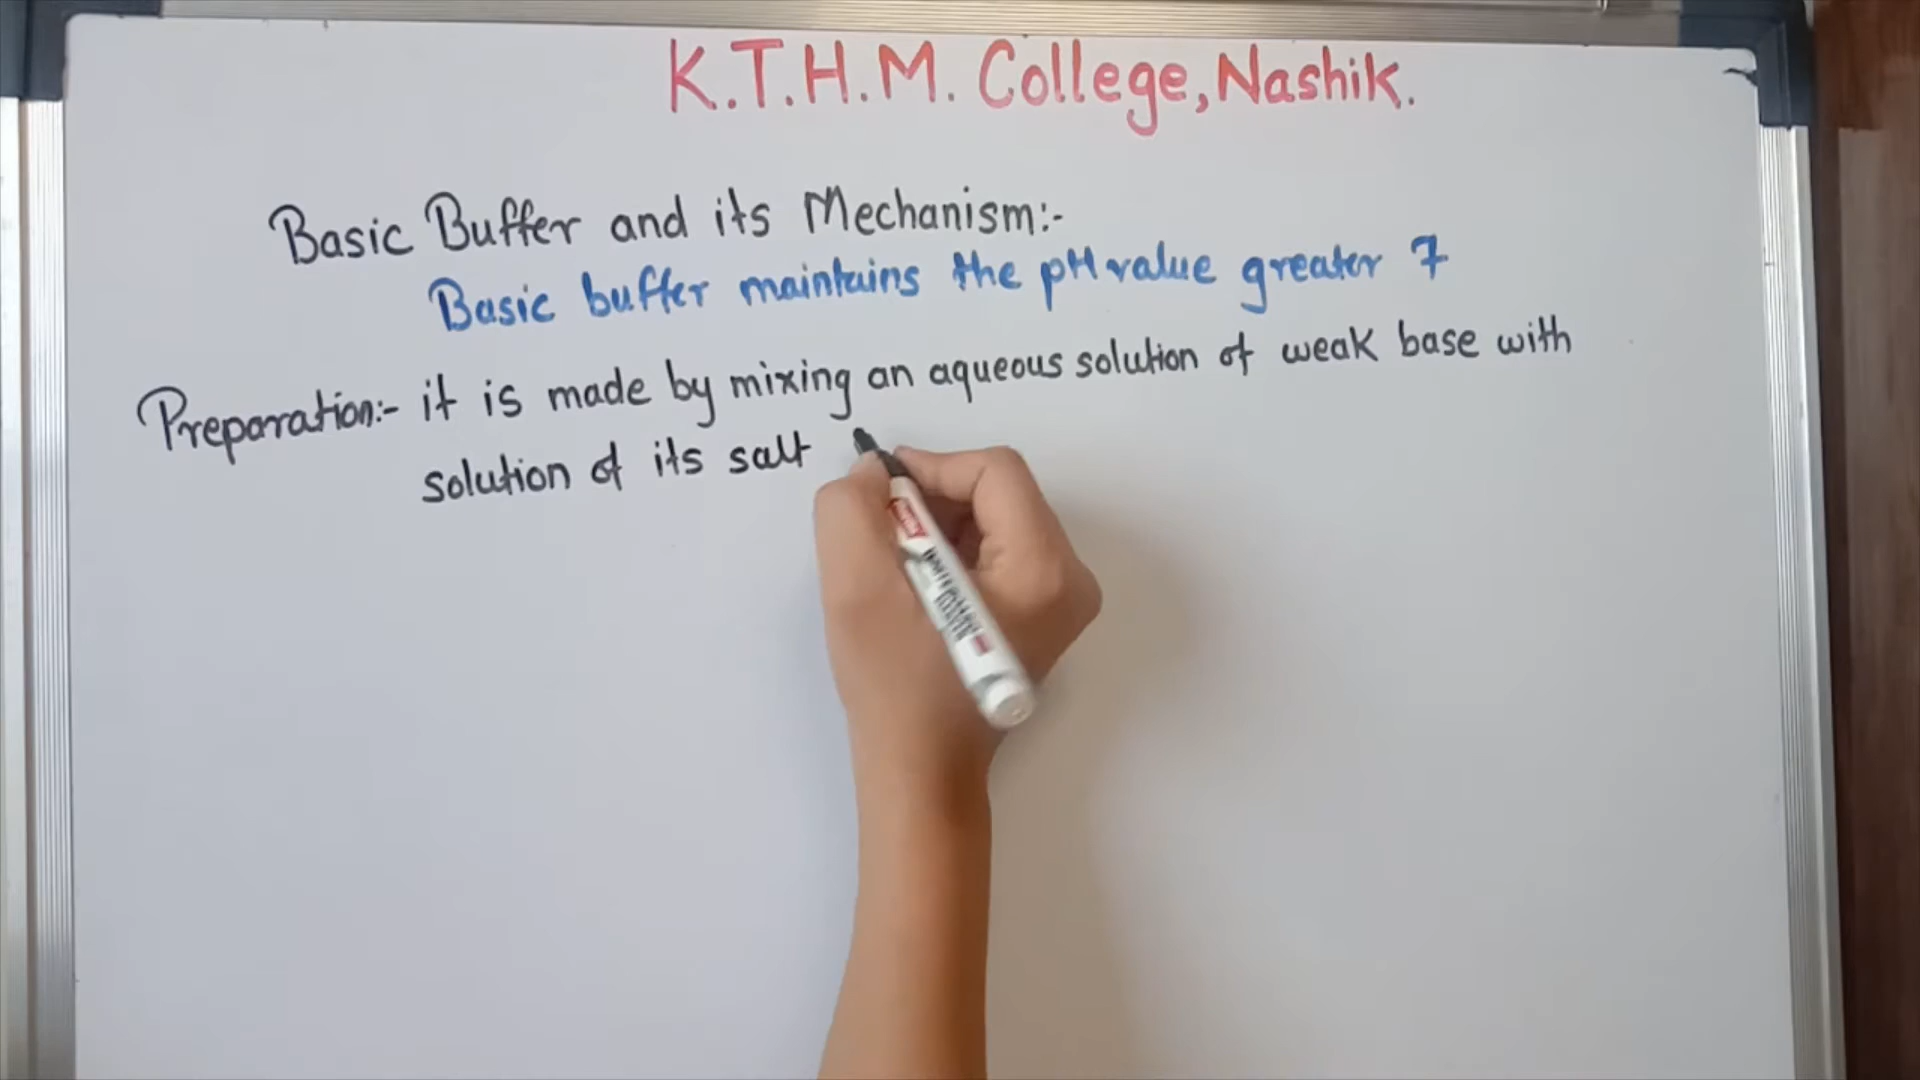 K.T.H.M. College, Nashik.
Basic Buffer and its Mechanism:-
Basic buffer maintains the pH value greater 7
Preparation:- it is made by mixing an aqueous solution of weak base with
solution of its salt